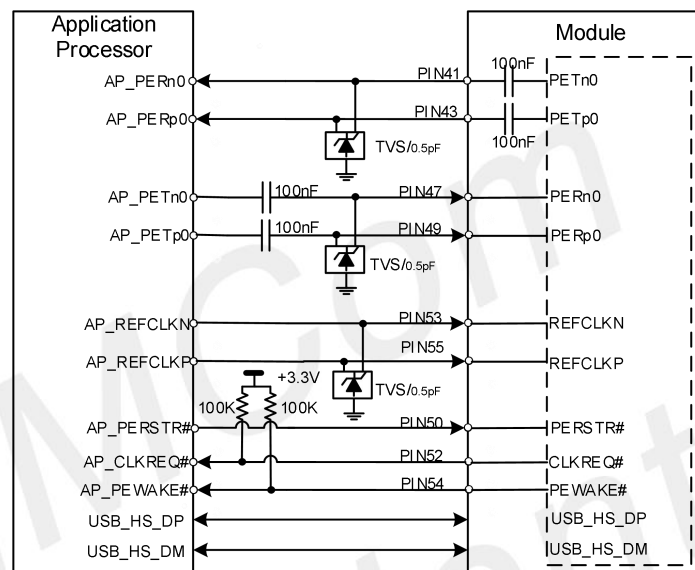 Application
Processor
Module
AP_PERn0
PIN41
100nF
PETn0
AP_PERp0
PIN43
100nF
PETp0
TVS/0.5pF
AP_PETn0
100nF
PIN47
PERn0
AP_PETp0
100nF
PIN49
PERp0
TVS/0.5pF
AP_REFCLKN
PIN53
REFCLKN
AP_REFCLKP
PIN55
REFCLKP
+3.3V
TVS/0.5pF
100K
100K
AP_PERSTR#
PIN50
PERSTR#
AP_CLKREQ#
PIN52
CLKREQ#
AP_PEWAKE#
PIN54
PEWAKE#
USB_HS_DP
USB_HS_DP
USB_HS_DM
USB_HS_DM